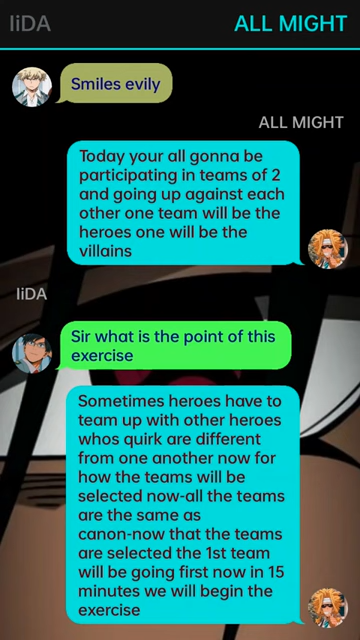 IiDA ALL MIGHT
Smiles evily
ALL MIGHT
Today your all gonna be
participating in teams of 2
and going up against each
other one team will be the
heroes one will be the
villains
IiDA
Sir what is the point of this
exercise
Sometimes heroes have to
team up with other heroes
whos quirk are different
from one another now for
how the teams will be
selected now-all the teams
are the same as
canon-now that the teams
are selected the 1st team
will be going first now in 15
minutes we will begin the
exercise